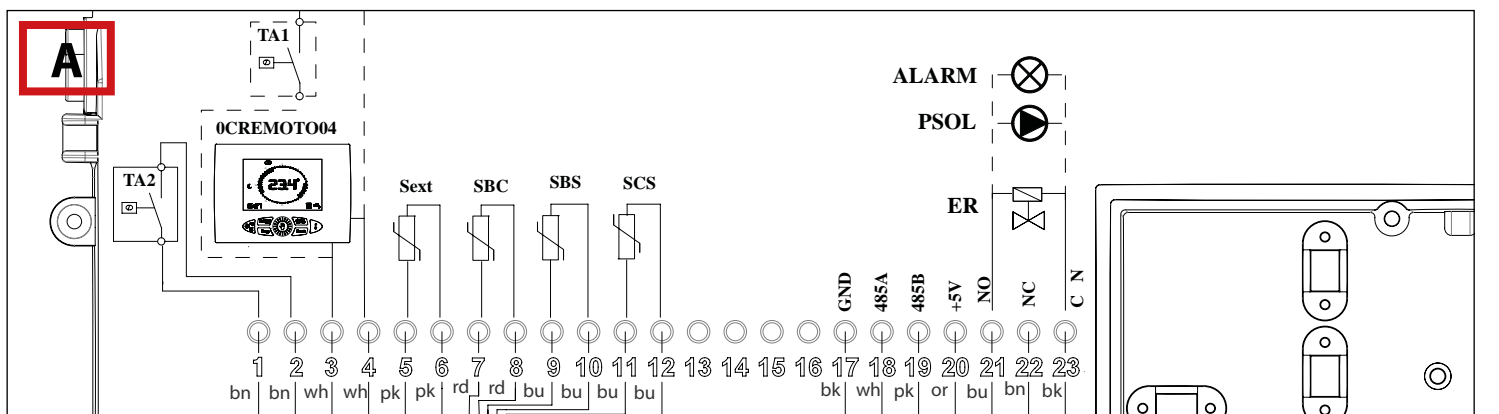 A
TA1
0CREMOTO04
TA2
Sext SBC SBS SCS
ALARM
PSOL
ER
GND 485A 485B +5V NO NC C N
1 2 3 4 5 6 7 8 9 10 11 12 13 14 15 16 17 18 19 20 21 22 23
bn bn wh wh pk pk rd rd bu bu bu bu bk wh pk or bu bn bk